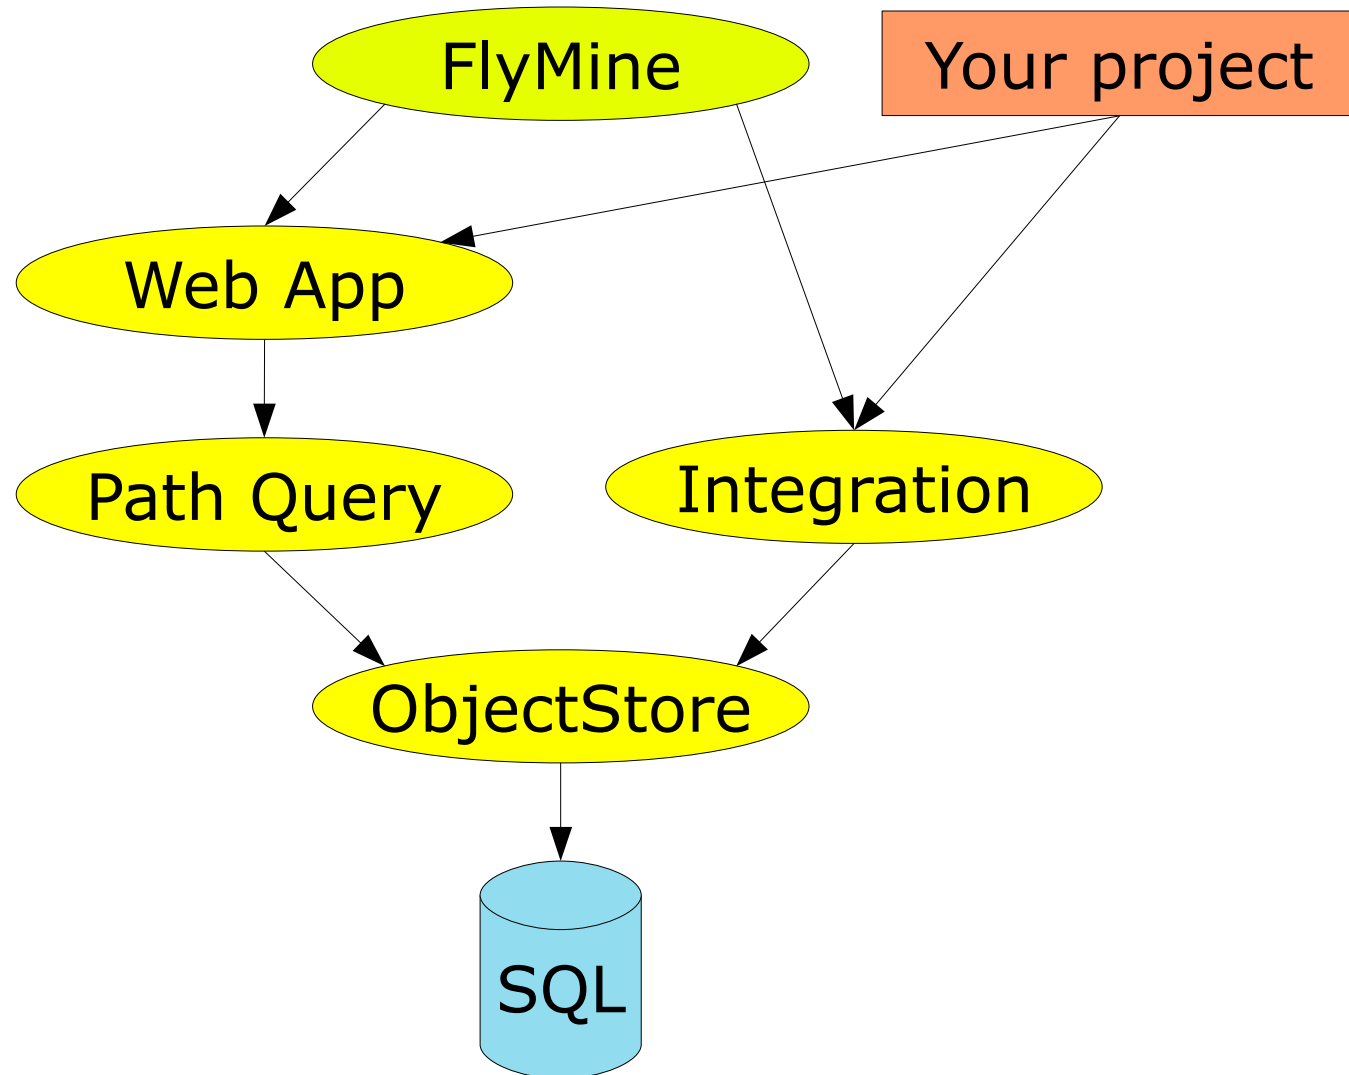 FlyMine
Your project
Web App
Path Query
Integration
ObjectStore
SQL